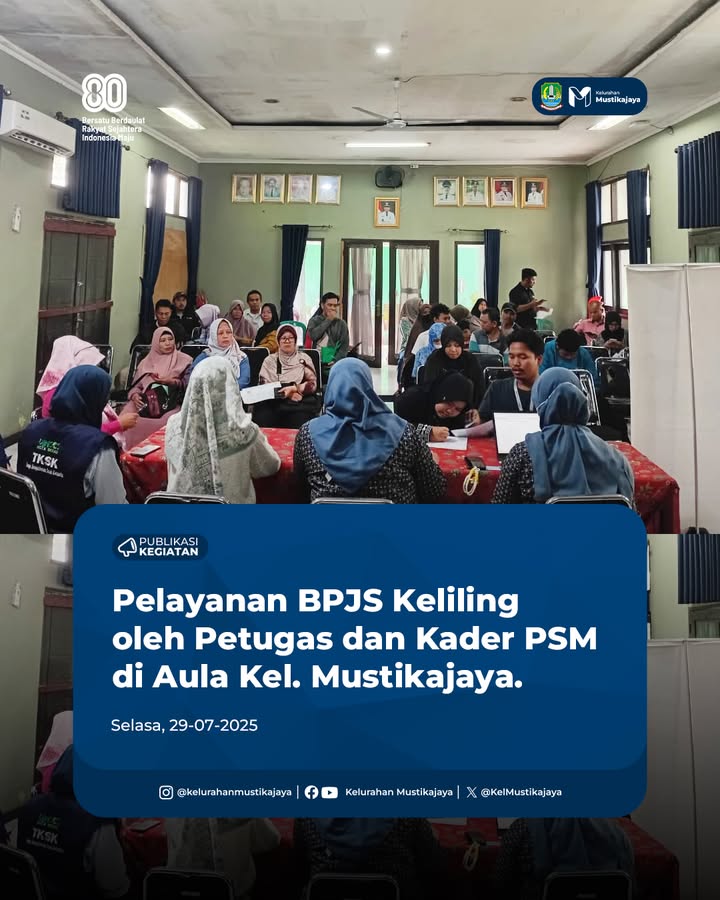 80
Bersatu Berdaulat
Rakyat Sejahtera
Indonesia Maju
Kelurahan
Mustikajaya
TKSK
PUBLIKASI
KEGIATAN
Pelayanan BPJS Keliling
oleh Petugas dan Kader PSM
di Aula Kel. Mustikajaya.
Selasa, 29-07-2025
@kelurahanmustikajaya | Kelurahan Mustikajaya | @KelMustikajaya
TKSK